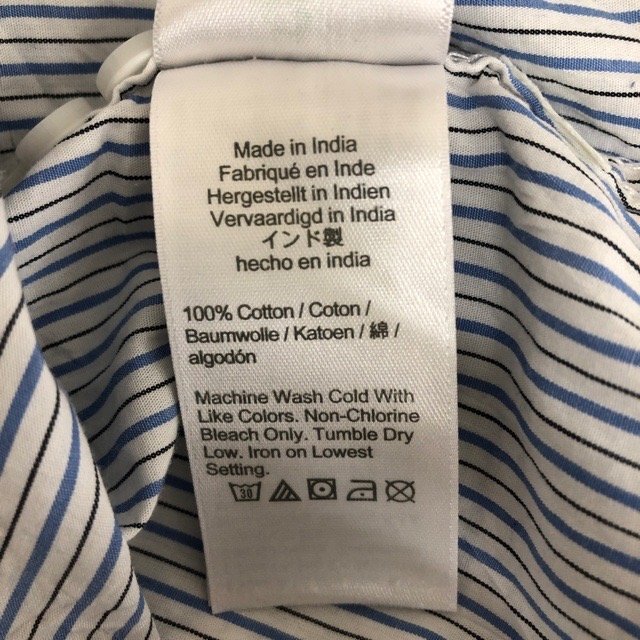 Made in India
Fabriqué en Inde
Hergestellt in Indien
Vervaardigd in India
インド製
hecho en india
100% Cotton / Coton /
Baumwolle / Katoen / 綿 /
algodón
Machine Wash Cold With
Like Colors. Non-Chlorine
Bleach Only. Tumble Dry
Low. Iron on Lowest
Setting.
30